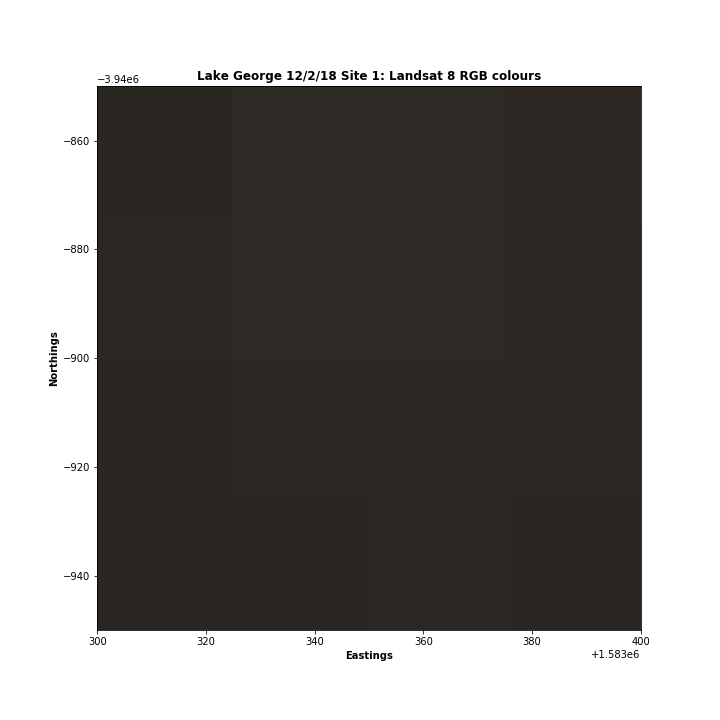 Lake George 12/2/18 Site 1: Landsat 8 RGB colours
−3.94e6
−860
−880
−900
−920
−940
Northings
300 320 340 360 380 400
Eastings
+1.583e6